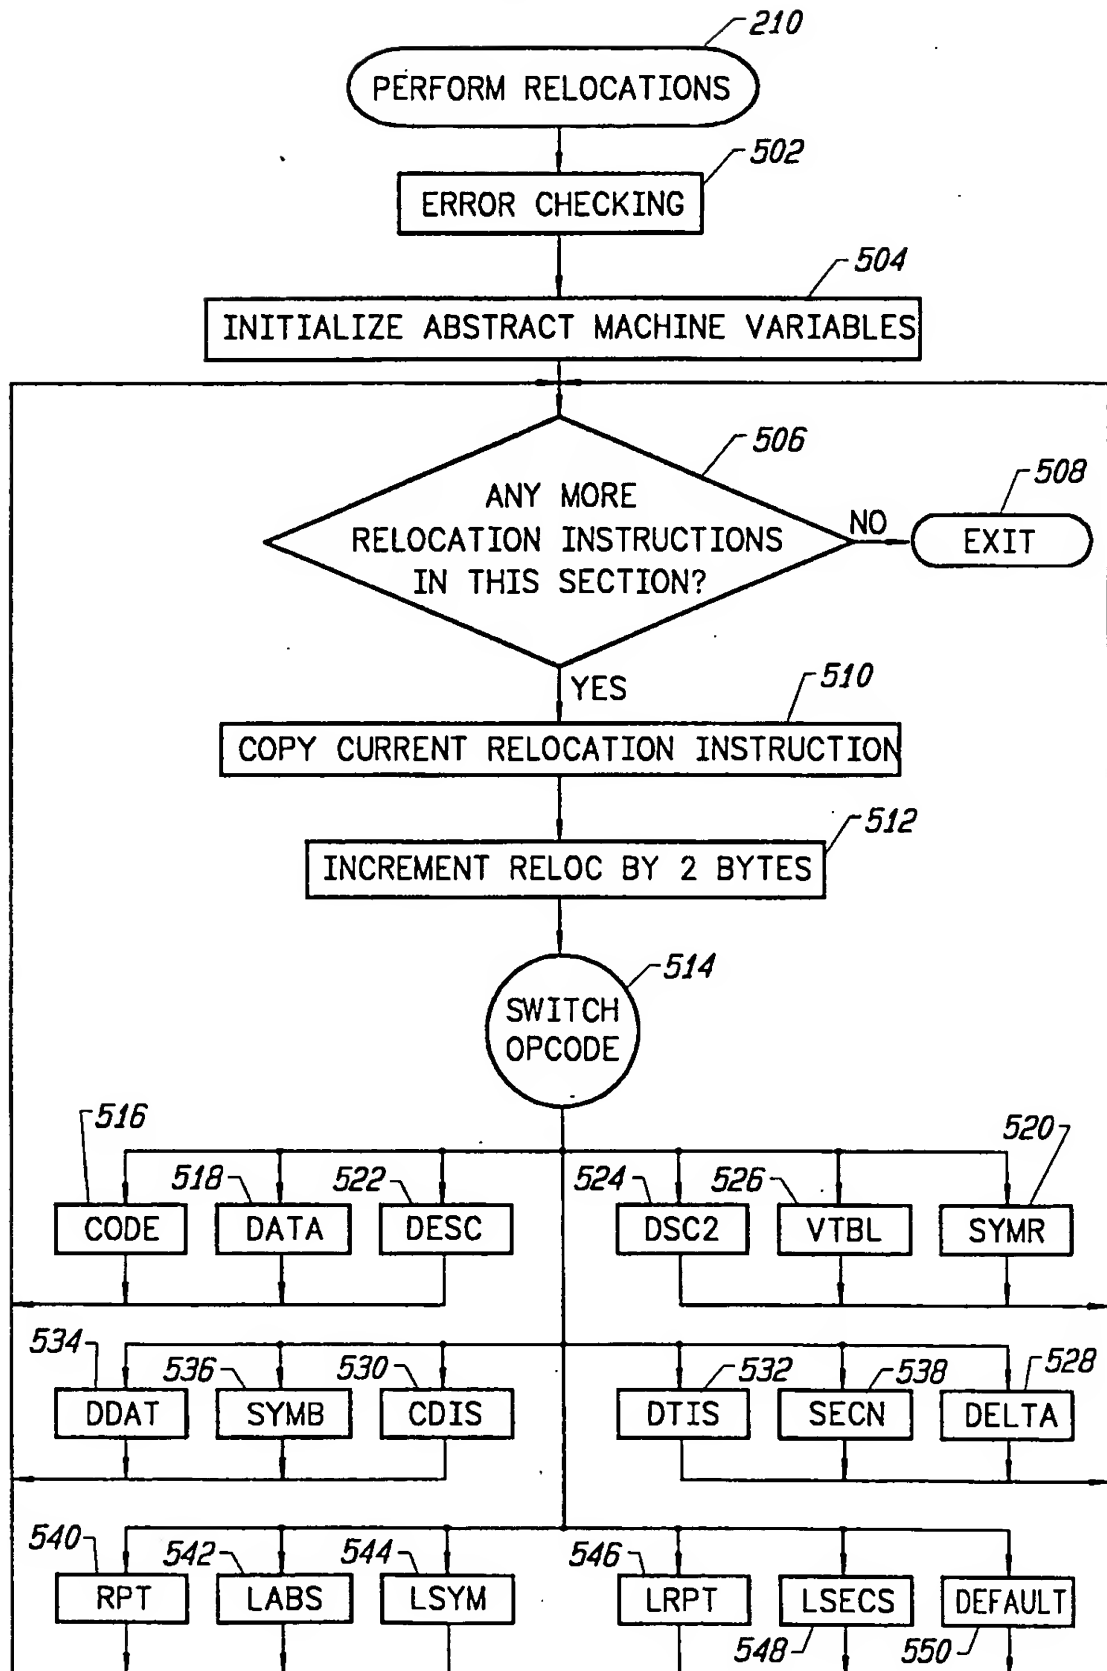 210
PERFORM RELOCATIONS
502
ERROR CHECKING
504
INITIALIZE ABSTRACT MACHINE VARIABLES
506
ANY MORE
RELOCATION INSTRUCTIONS
IN THIS SECTION?
NO
508
EXIT
YES
510
COPY CURRENT RELOCATION INSTRUCTION
512
INCREMENT RELOC BY 2 BYTES
514
SWITCH
OPCODE
516
518
522
524
526
520
CODE
DATA
DESC
DSC2
VTBL
SYMR
534
536
530
532
538
528
DDAT
SYMB
CDIS
DTIS
SECN
DELTA
540
542
544
546
RPT
LABS
LSYM
LRPT
LSECS
DEFAULT
548
550